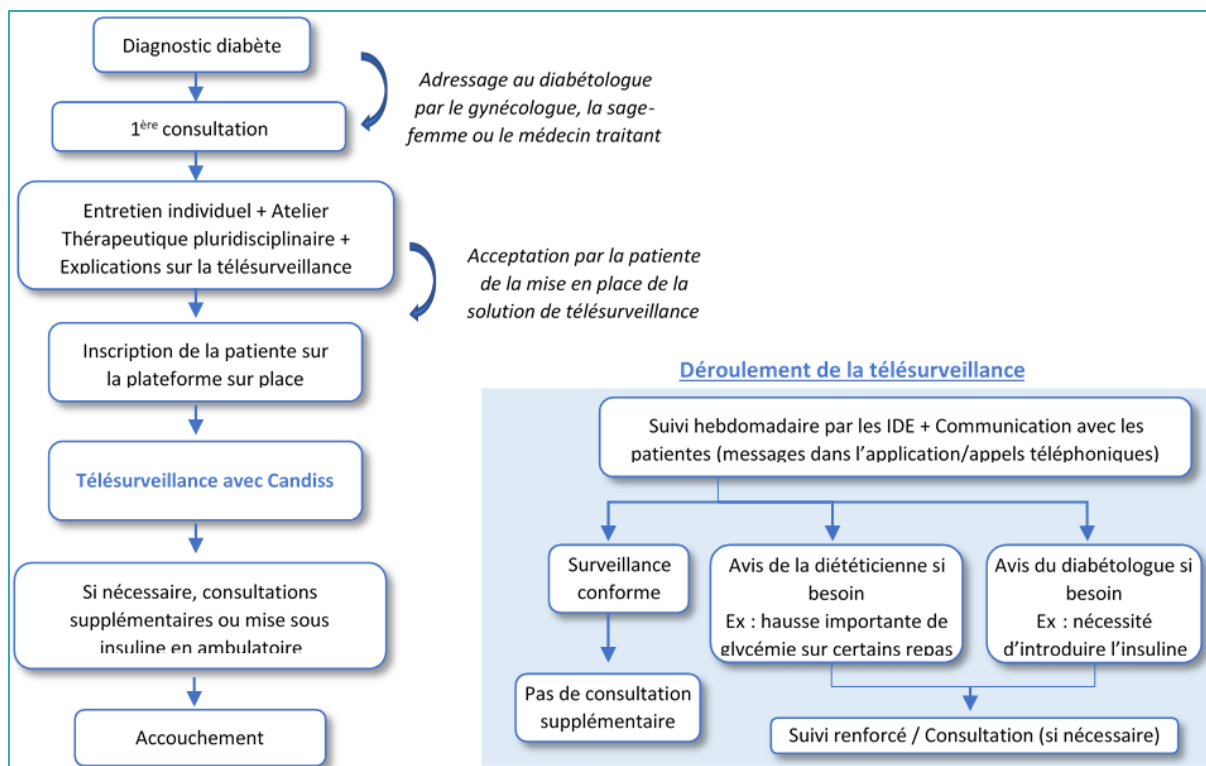 Diagnostic diabète
Adressage au diabétologue
par le gynécologue, la sage-
femme ou le médecin traitant
1ère consultation
Entretien individuel + Atelier
Thérapeutique pluridisciplinaire +
Explications sur la télésurveillance
Acceptation par la patiente
de la mise en place de la
solution de télésurveillance
Inscription de la patiente sur
la plateforme sur place
Télésurveillance avec Candiss
Si nécessaire, consultations
supplémentaires ou mise sous
insuline en ambulatoire
Accouchement
Déroulement de la télésurveillance
Suivi hebdomadaire par les IDE + Communication avec les
patientes (messages dans l’application/appels téléphoniques)
Surveillance
conforme
Pas de consultation
supplémentaire
Avis de la diététicienne si
besoin
Ex : hausse importante de
glycémie sur certains repas
Avis du diabétologue si
besoin
Ex : nécessité
d’introduire l’insuline
Suivi renforcé / Consultation (si nécessaire)